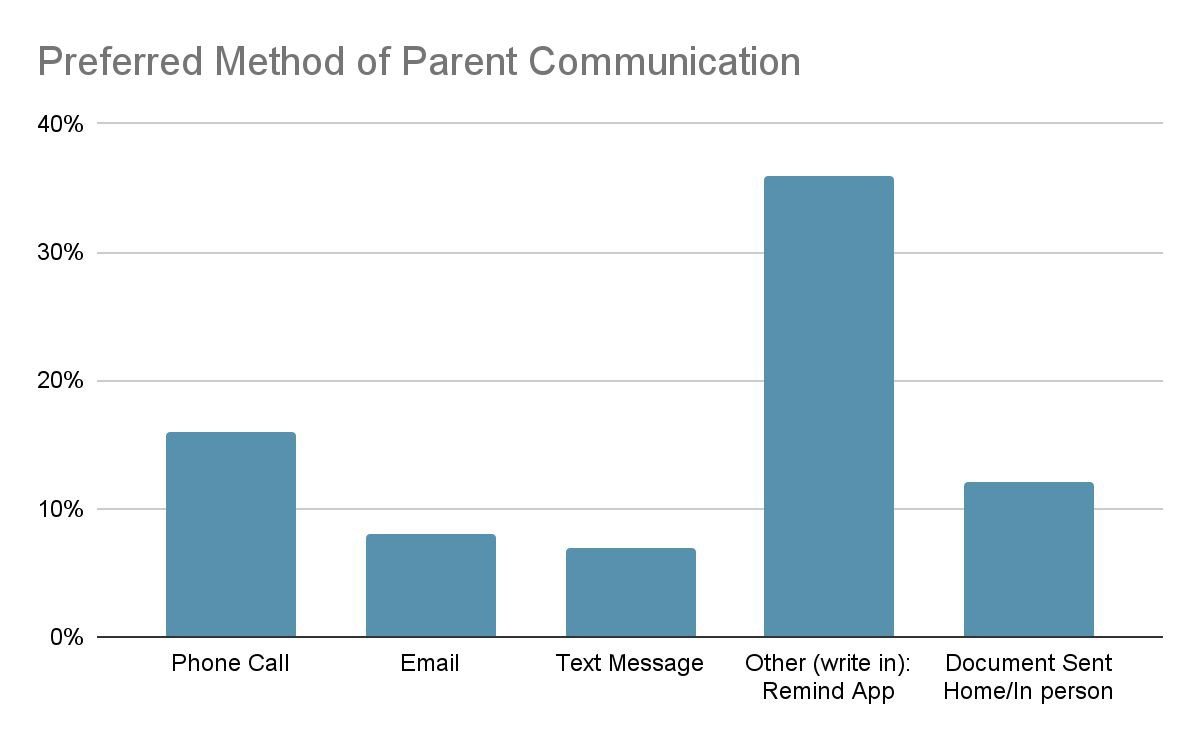 Preferred Method of Parent Communication
40%
30%
20%
10%
0%
Phone Call
Email
Text Message
Other (write in):
Remind App
Document Sent
Home/In person